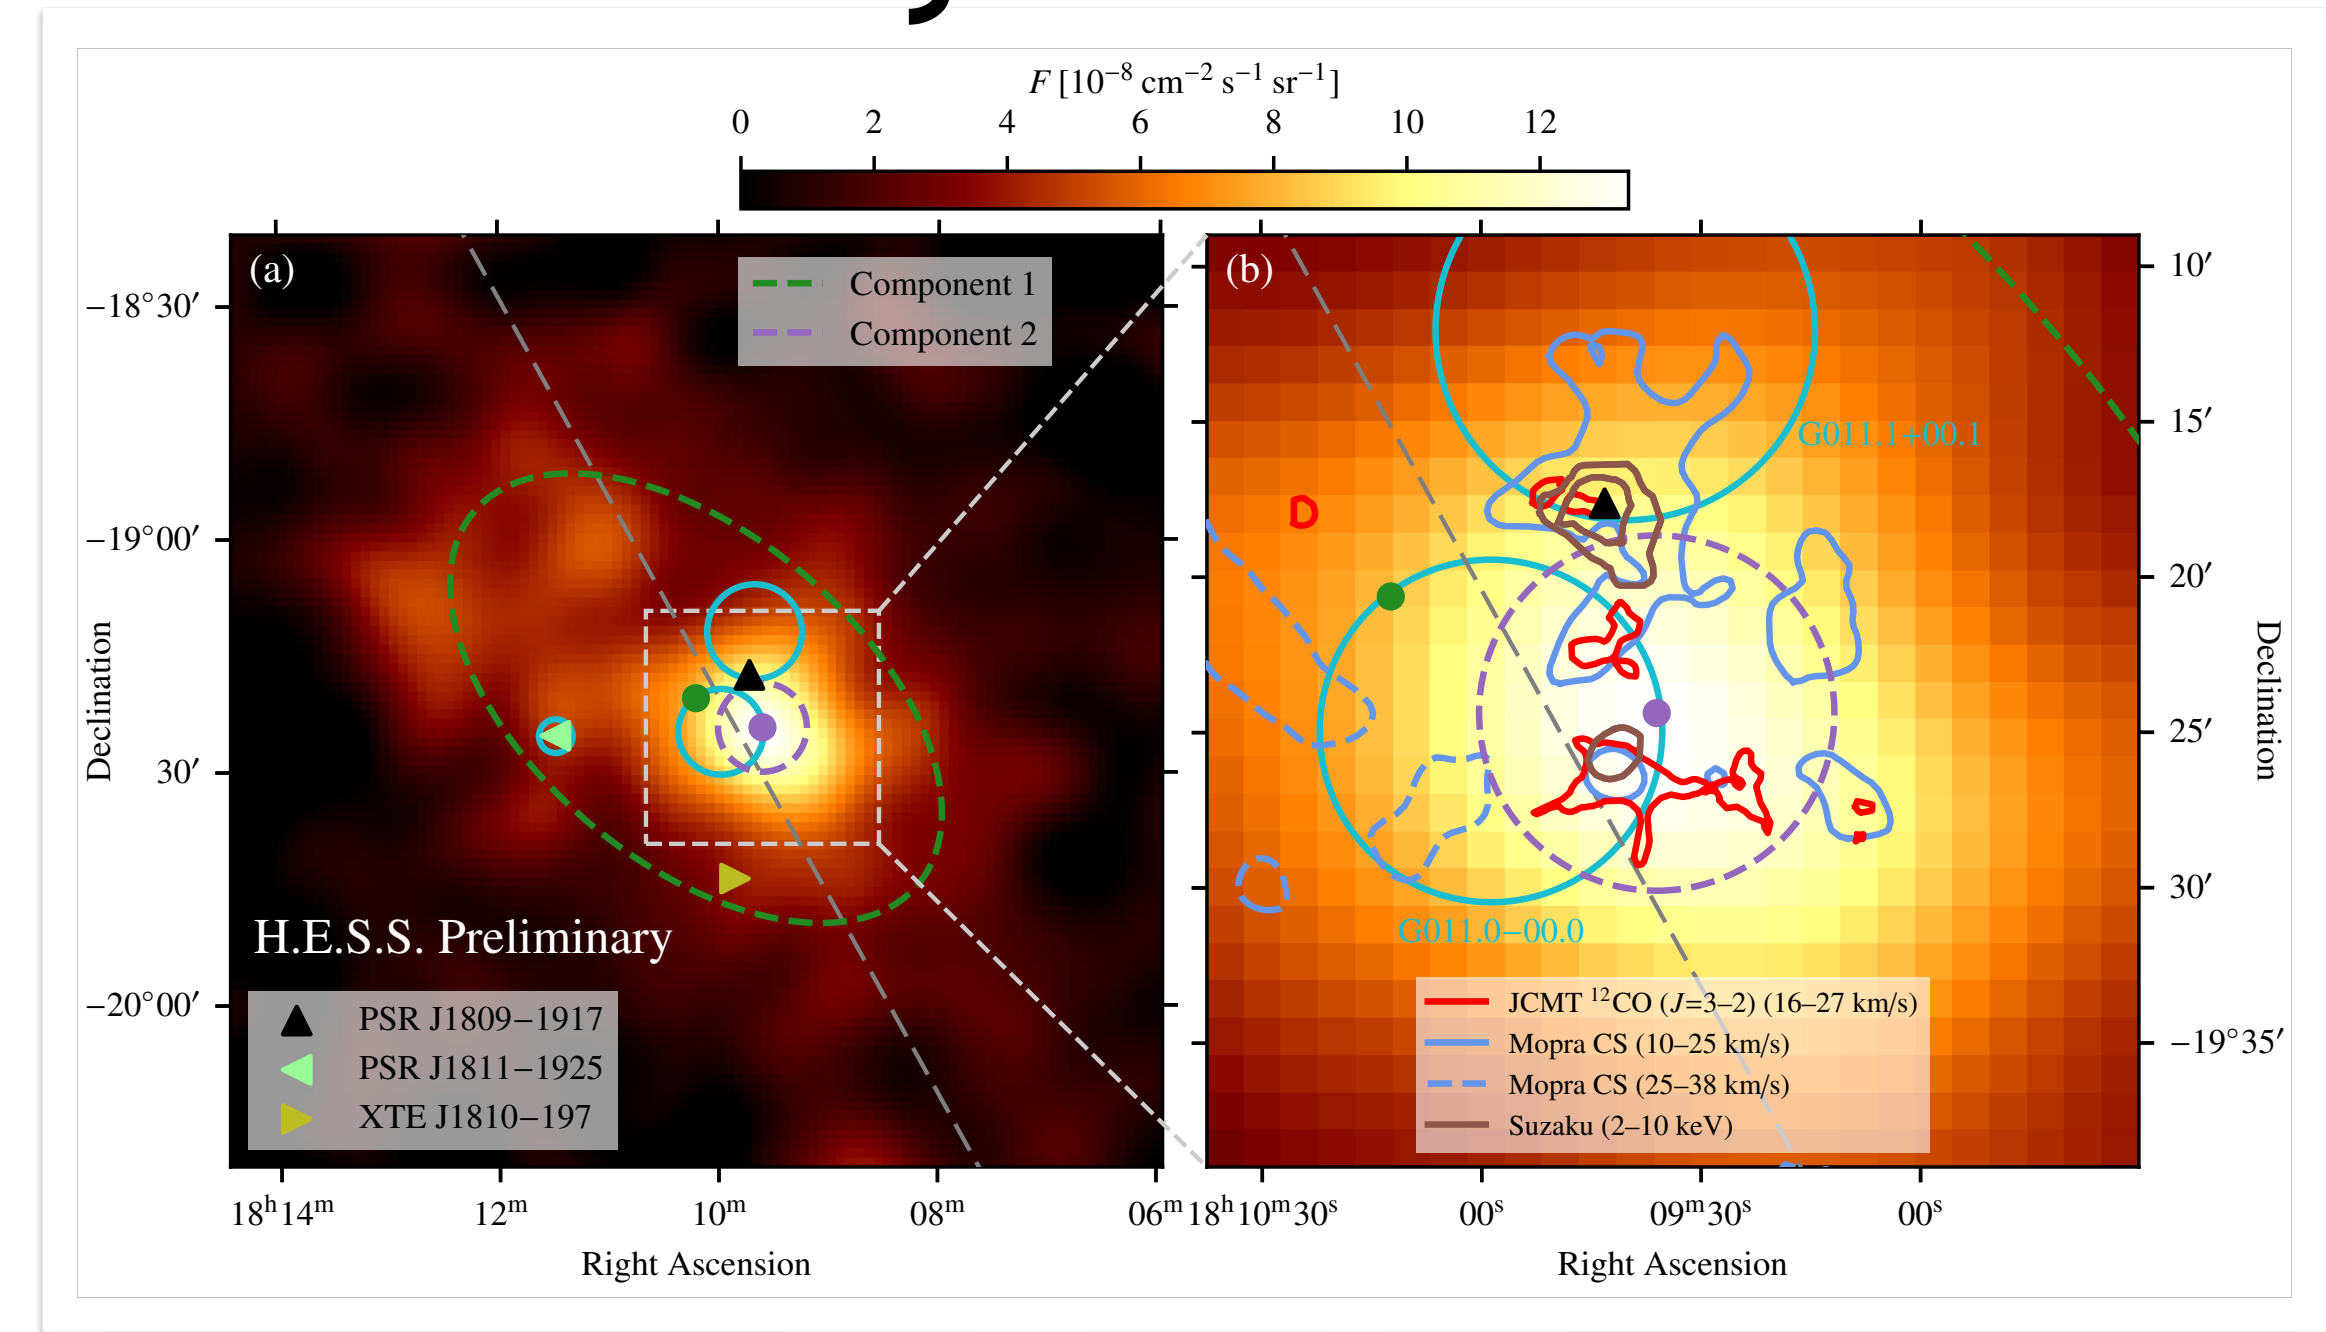 F [10⁻⁸ cm⁻² s⁻¹ sr⁻¹]
0 2 4 6 8 10 12
(a)
Component 1
Component 2
−18°30′
−19°00′
30′
−20°00′
Declination
H.E.S.S. Preliminary
PSR J1809−1917
PSR J1811−1925
XTE J1810−197
18ʰ14ᵐ 12ᵐ 10ᵐ 08ᵐ 06ᵐ
Right Ascension
(b)
G011.1+00.1
G011.0−00.0
10′
15′
20′
25′
30′
−19°35′
Declination
JCMT ¹²CO (J=3–2) (16–27 km/s)
Mopra CS (10–25 km/s)
Mopra CS (25–38 km/s)
Suzaku (2–10 keV)
18ʰ10ᵐ30ˢ 00ˢ 09ᵐ30ˢ 00ˢ
Right Ascension